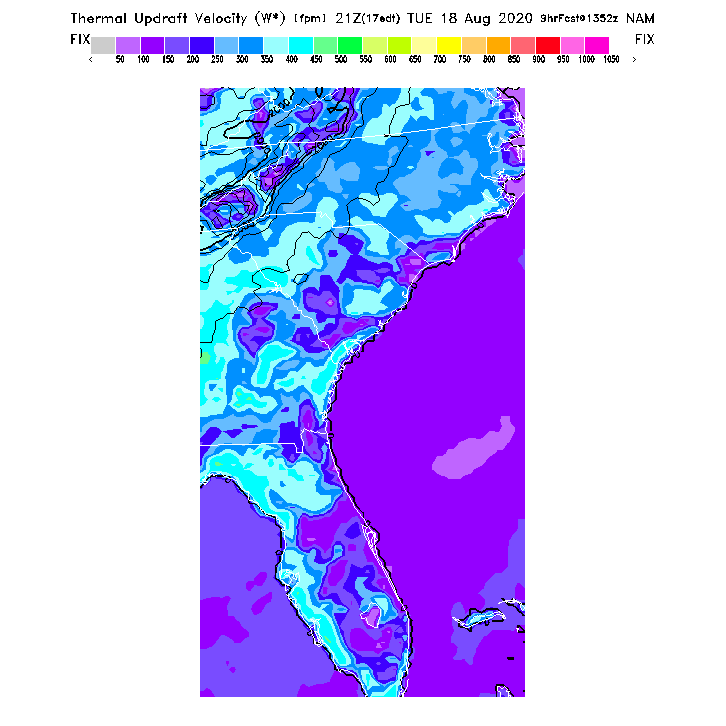 Thermal Updraft Velocity (W*) [fpm] 21Z(17edt) TUE 18 Aug 2020 9hrFcst@1352z NAM
FIX FIX
< 50 100 150 200 250 300 350 400 450 500 550 600 650 700 750 800 850 900 950 1000 1050 >